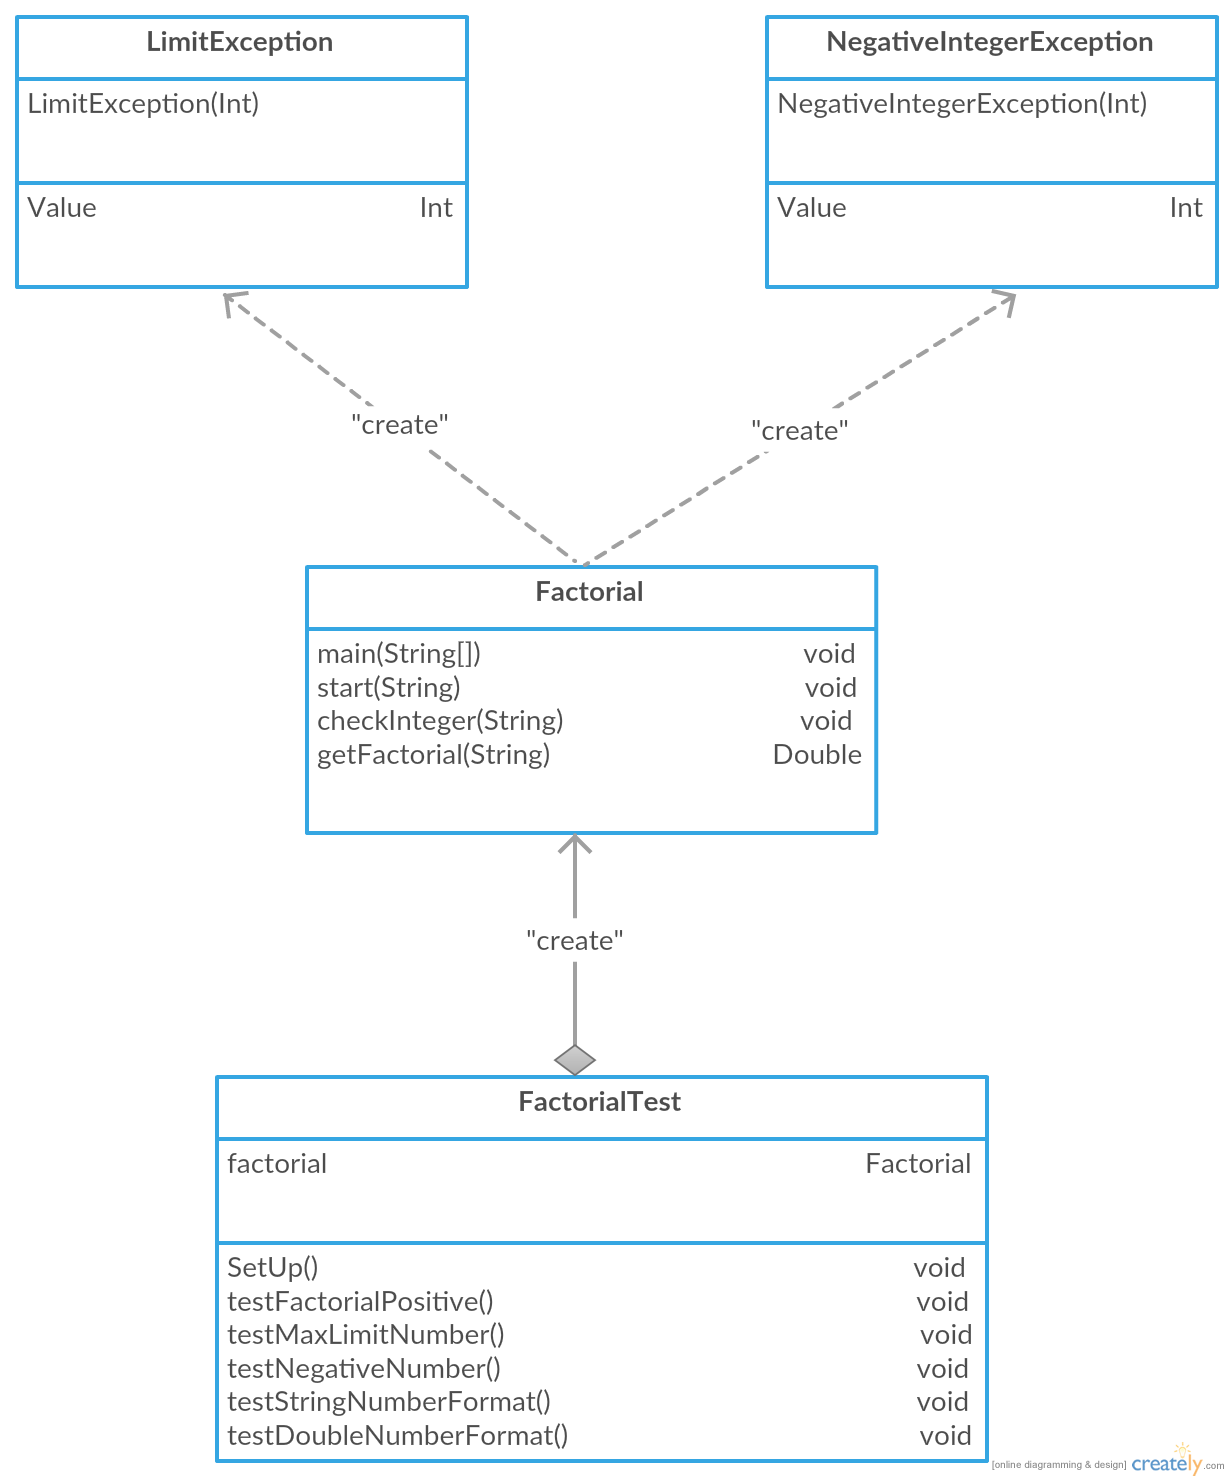 LimitException
LimitException(Int)
Value Int
NegativeIntegerException
NegativeIntegerException(Int)
Value Int
"create"
"create"
Factorial
main(String[]) void
start(String) void
checkInteger(String) void
getFactorial(String) Double
"create"
FactorialTest
factorial Factorial
SetUp() void
testFactorialPositive() void
testMaxLimitNumber() void
testNegativeNumber() void
testStringNumberFormat() void
testDoubleNumberFormat() void
[online diagramming & design] creately.com